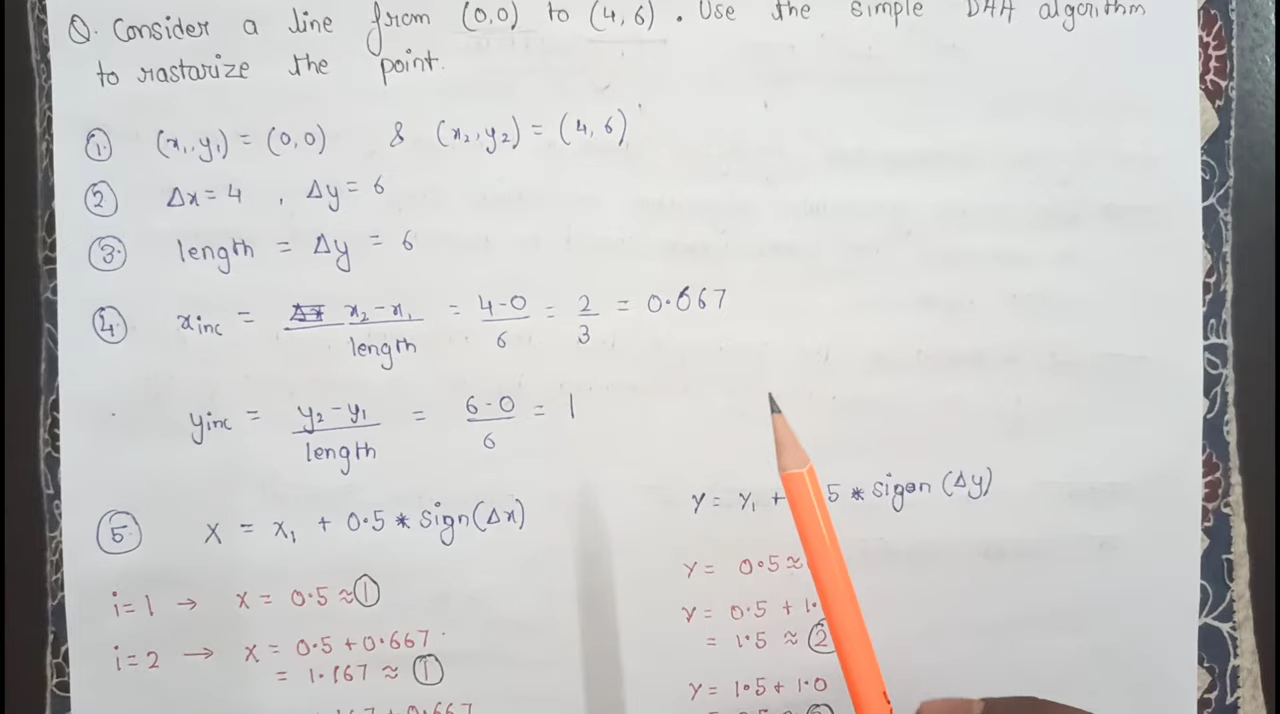 Q. Consider a line from (0,0) to (4,6). Use the simple DDA algorithm
to rastarize the point.
① (x₁,y₁) = (0,0) & (x₂,y₂) = (4,6)
② Δx = 4 , Δy = 6
③ length = Δy = 6
④ xinc = x₂-x₁/length = 4-0/6 = 2/3 = 0.667
yinc = y₂-y₁/length = 6-0/6 = 1
⑤ X = x₁ + 0.5 * sign(Δx)
Y = Y₁ + 5 * sigen (Δy)
i=1 → X = 0.5 ≈ ①
Y = 0.5 ≈
i=2 → X = 0.5 + 0.667
= 1.167 ≈ ①
Y = 0.5 + 1.
= 1.5 ≈ ②
Y = 1.5 + 1.0